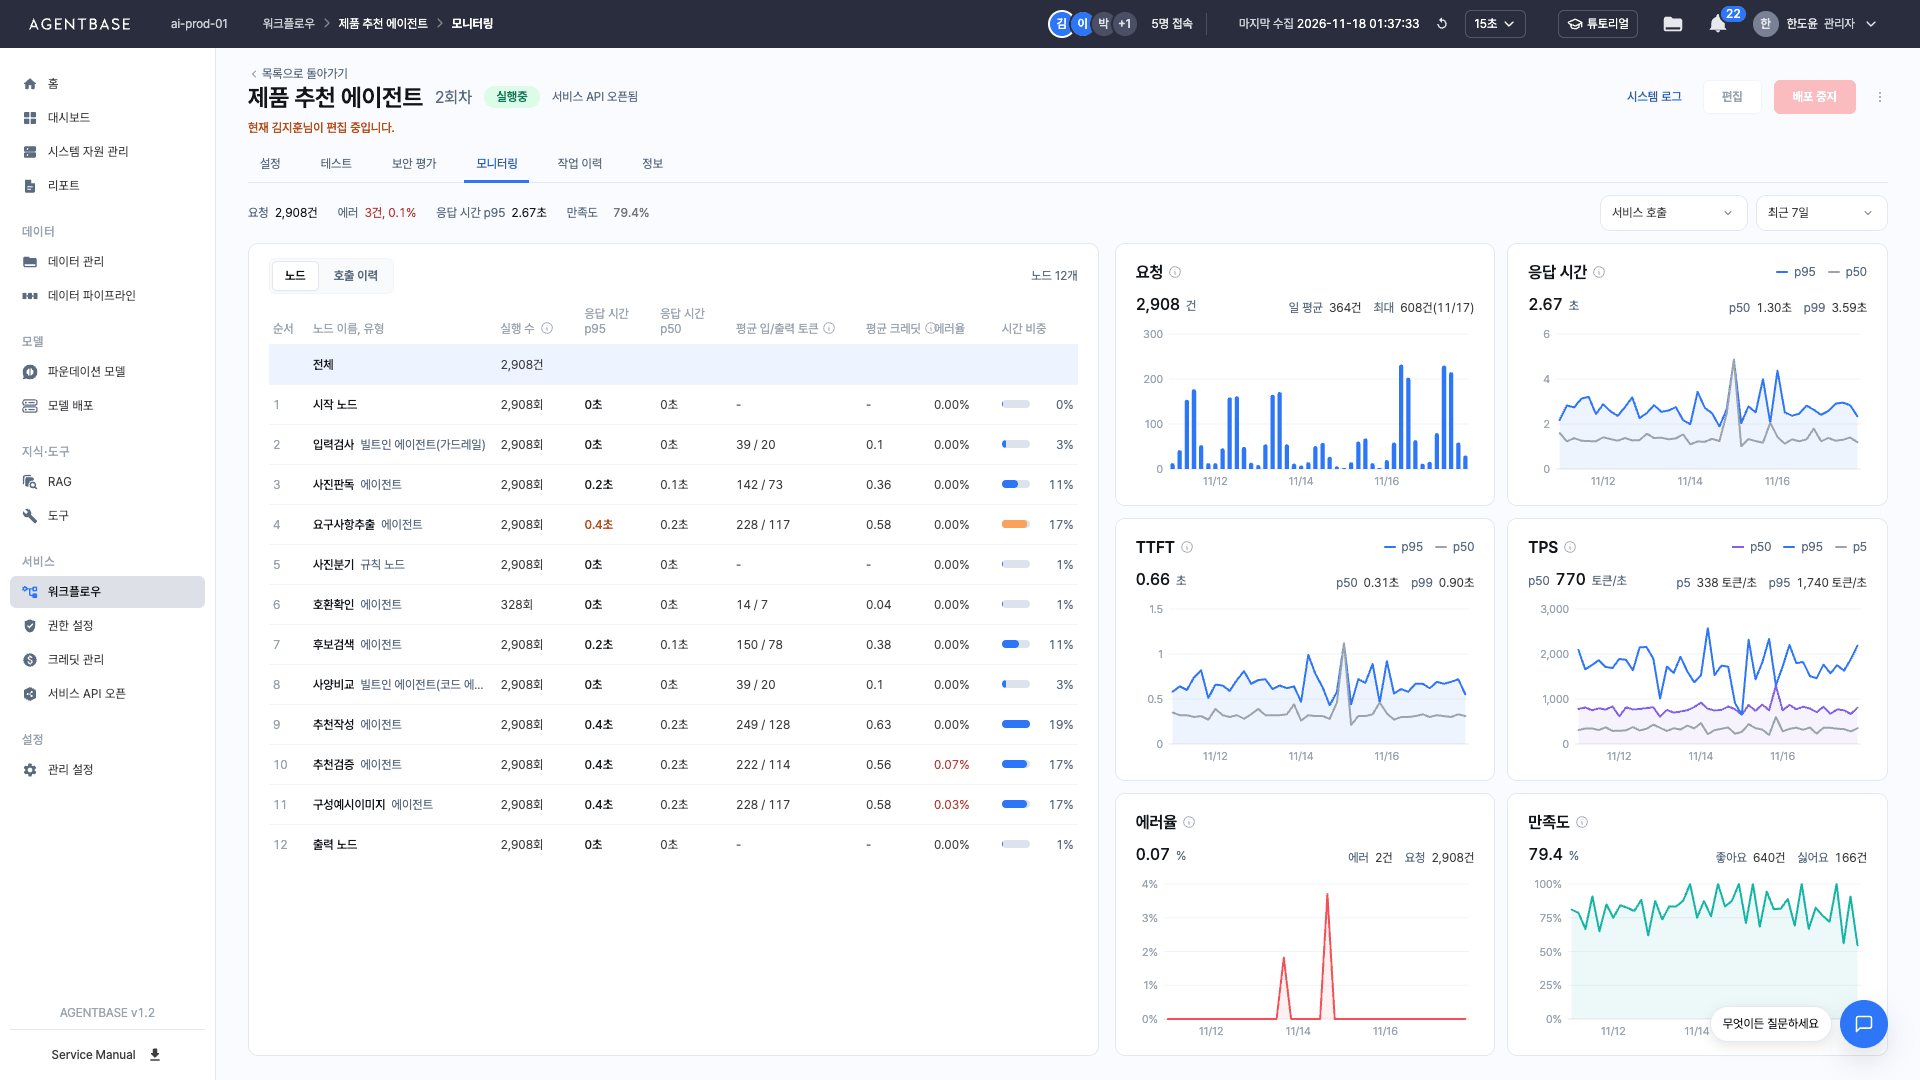 AGENTBASE
ai-prod-01
워크플로우 > 제품 추천 에이전트 > 모니터링
김 이 박 +1 5명 접속
마지막 수집 2026-11-18 01:37:33
15초
튜토리얼
22
한 한도윤 관리자
홈
대시보드
시스템 자원 관리
리포트
데이터
데이터 관리
데이터 파이프라인
모델
파운데이션 모델
모델 배포
지식·도구
RAG
도구
서비스
워크플로우
권한 설정
크레딧 관리
서비스 API 오픈
설정
관리 설정
AGENTBASE v1.2
Service Manual
목록으로 돌아가기
제품 추천 에이전트 2회차 실행중 서비스 API 오픈됨
현재 김지훈님이 편집 중입니다.
시스템 로그 편집 배포 중지
설정 테스트 보안 평가 모니터링 작업 이력 정보
요청 2,908건 에러 3건, 0.1% 응답 시간 p95 2.67초 만족도 79.4%
서비스 호출 최근 7일
노드 호출 이력 노드 12개
순서 노드 이름, 유형 실행 수 응답 시간 p95 응답 시간 p50 평균 입/출력 토큰 평균 크레딧 에러율 시간 비중
전체 2,908건
1 시작 노드 2,908회 0초 0초 - - 0.00% 0%
2 입력검사 빌트인 에이전트(가드레일) 2,908회 0초 0초 39 / 20 0.1 0.00% 3%
3 사진판독 에이전트 2,908회 0.2초 0.1초 142 / 73 0.36 0.00% 11%
4 요구사항추출 에이전트 2,908회 0.4초 0.2초 228 / 117 0.58 0.00% 17%
5 사진분기 규칙 노드 2,908회 0초 0초 - - 0.00% 1%
6 호환확인 에이전트 328회 0초 0초 14 / 7 0.04 0.00% 1%
7 후보검색 에이전트 2,908회 0.2초 0.1초 150 / 78 0.38 0.00% 11%
8 사양비교 빌트인 에이전트(코드 에... 2,908회 0초 0초 39 / 20 0.1 0.00% 3%
9 추천작성 에이전트 2,908회 0.4초 0.2초 249 / 128 0.63 0.00% 19%
10 추천검증 에이전트 2,908회 0.4초 0.2초 222 / 114 0.56 0.07% 17%
11 구성예시이미지 에이전트 2,908회 0.4초 0.2초 228 / 117 0.58 0.03% 17%
12 출력 노드 2,908회 0초 0초 - - 0.00% 1%
요청
2,908 건 일 평균 364건 최대 608건(11/17)
300
200
100
0
11/12 11/14 11/16
응답 시간 p95 p50
2.67 초 p50 1.30초 p99 3.59초
6
4
2
0
11/12 11/14 11/16
TTFT p95 p50
0.66 초 p50 0.31초 p99 0.90초
1.5
1
0.5
0
11/12 11/14 11/16
TPS p50 p95 p5
p50 770 토큰/초 p5 338 토큰/초 p95 1,740 토큰/초
3,000
2,000
1,000
0
11/12 11/14 11/16
에러율
0.07 % 에러 2건 요청 2,908건
4%
3%
2%
1%
0%
11/12 11/14 11/16
만족도
79.4 % 좋아요 640건 싫어요 166건
100%
75%
50%
25%
0%
11/12 11/14
무엇이든 질문하세요